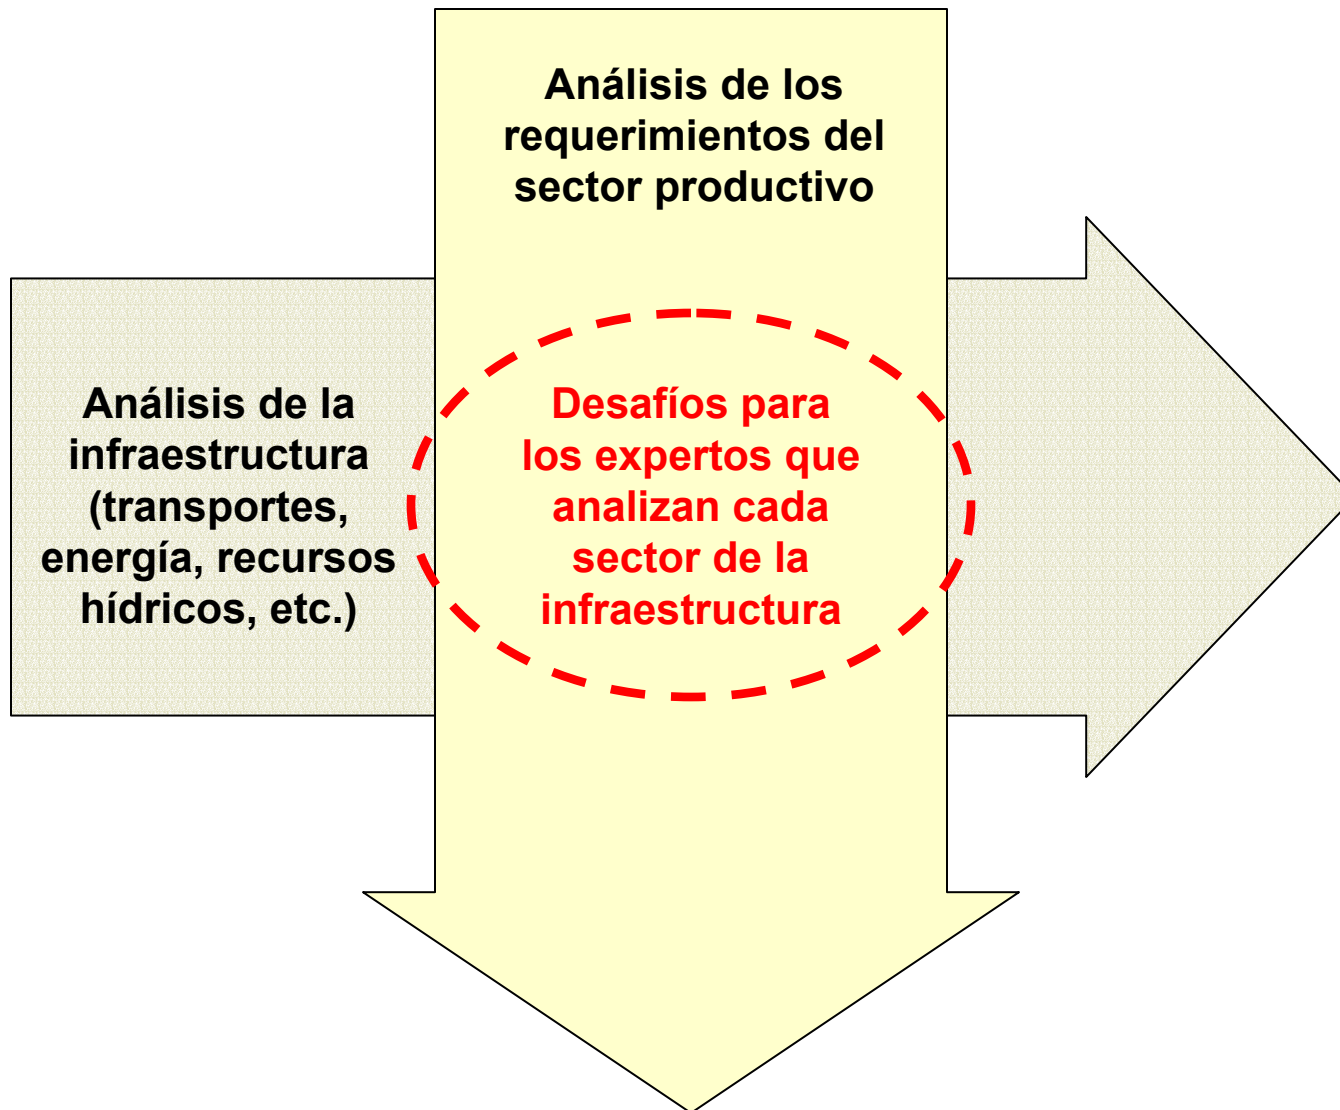 Análisis de los
requerimientos del
sector productivo
Análisis de la
infraestructura
(transportes,
energía, recursos
hídricos, etc.)
Desafíos para
los expertos que
analizan cada
sector de la
infraestructura